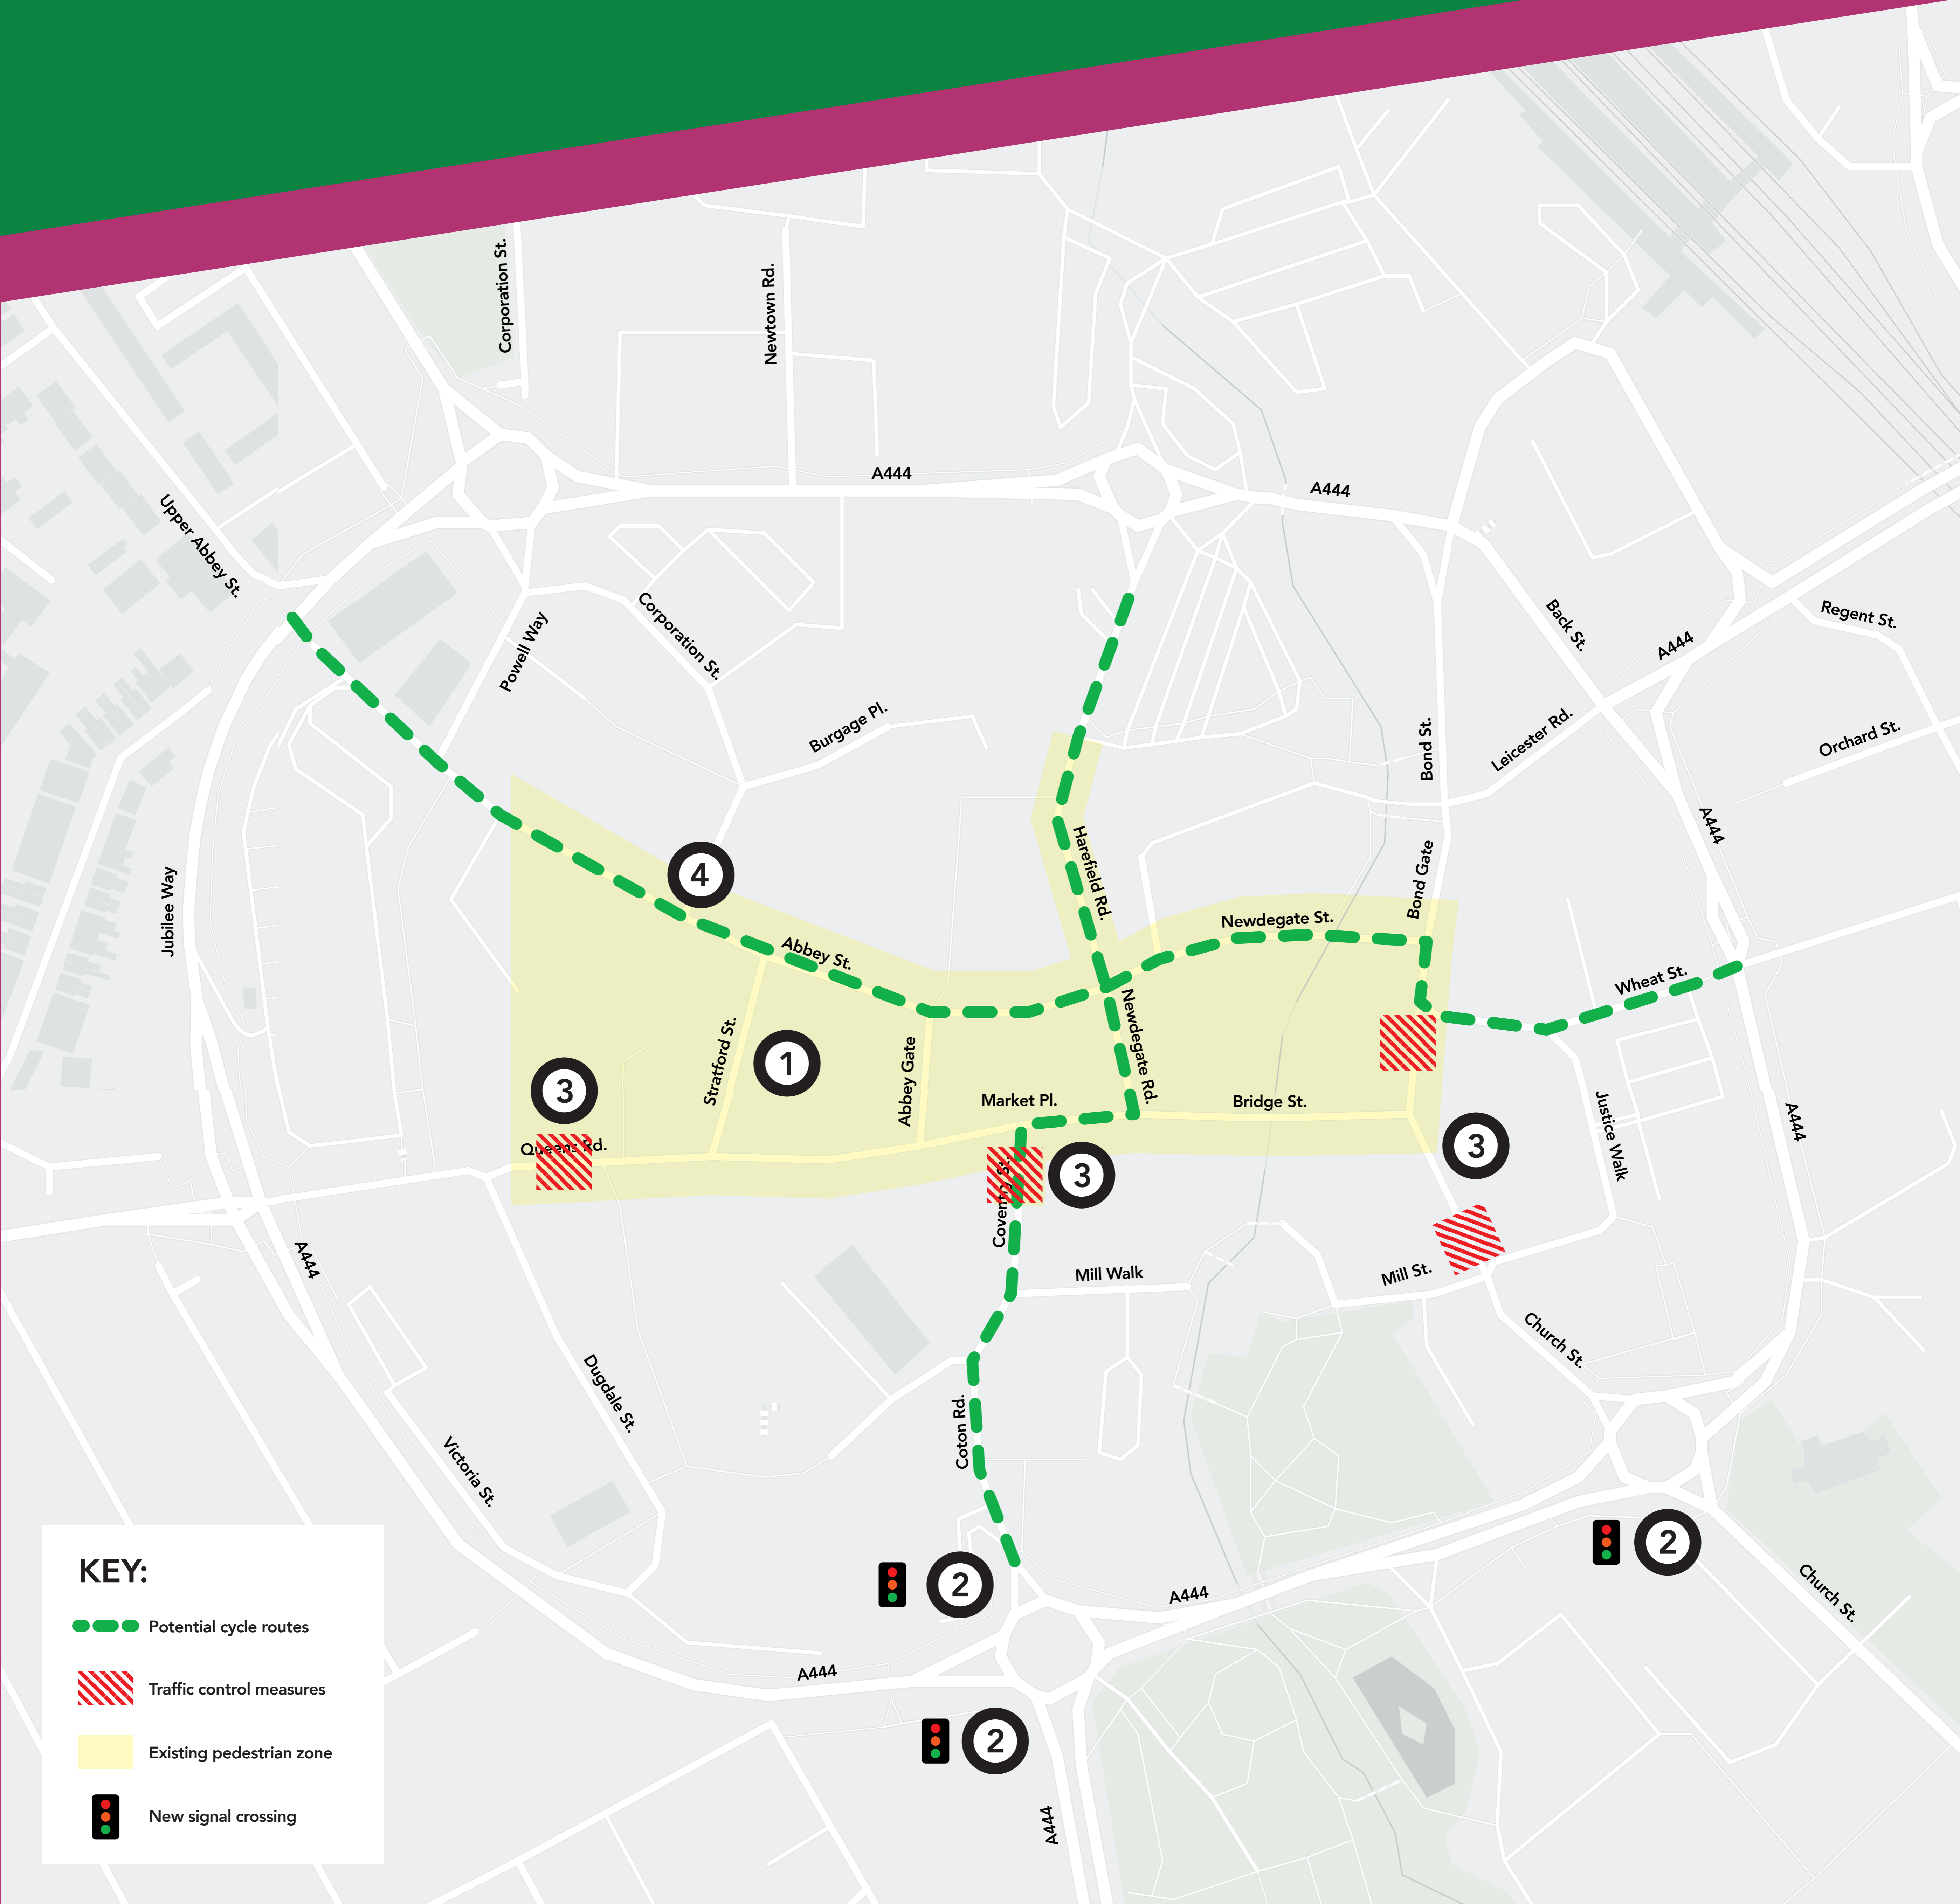 Corporation St.
Newtown Rd.
A444
A444
Upper Abbey St.
Powell Way
Corporation St.
Burgage Pl.
Back St.
Regent St.
A444
Leicester Rd.
Bond St.
Orchard St.
A444
Jubilee Way
4
Abbey St.
Harefield Rd.
Newdegate St.
Bond Gate
Wheat St.
Stratford St.
1
Abbey Gate
Newdegate Rd.
3
Queens Rd.
Market Pl.
Bridge St.
Coventry St.
3
3
Justice Walk
A444
A444
Mill Walk
Mill St.
Church St.
Dugdale St.
Coton Rd.
Victoria St.
2
2
A444
Church St.
A444
2
A444
KEY:
Potential cycle routes
Traffic control measures
Existing pedestrian zone
New signal crossing